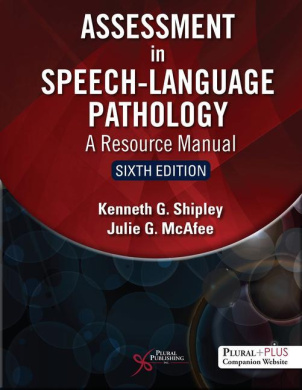 ASSESSMENT
in
SPEECH-LANGUAGE
PATHOLOGY
A Resource Manual
SIXTH EDITION
Kenneth G. Shipley
Julie G. McAfee
PLURAL
PUBLISHING
INC.
PLURAL+PLUS
Companion Website